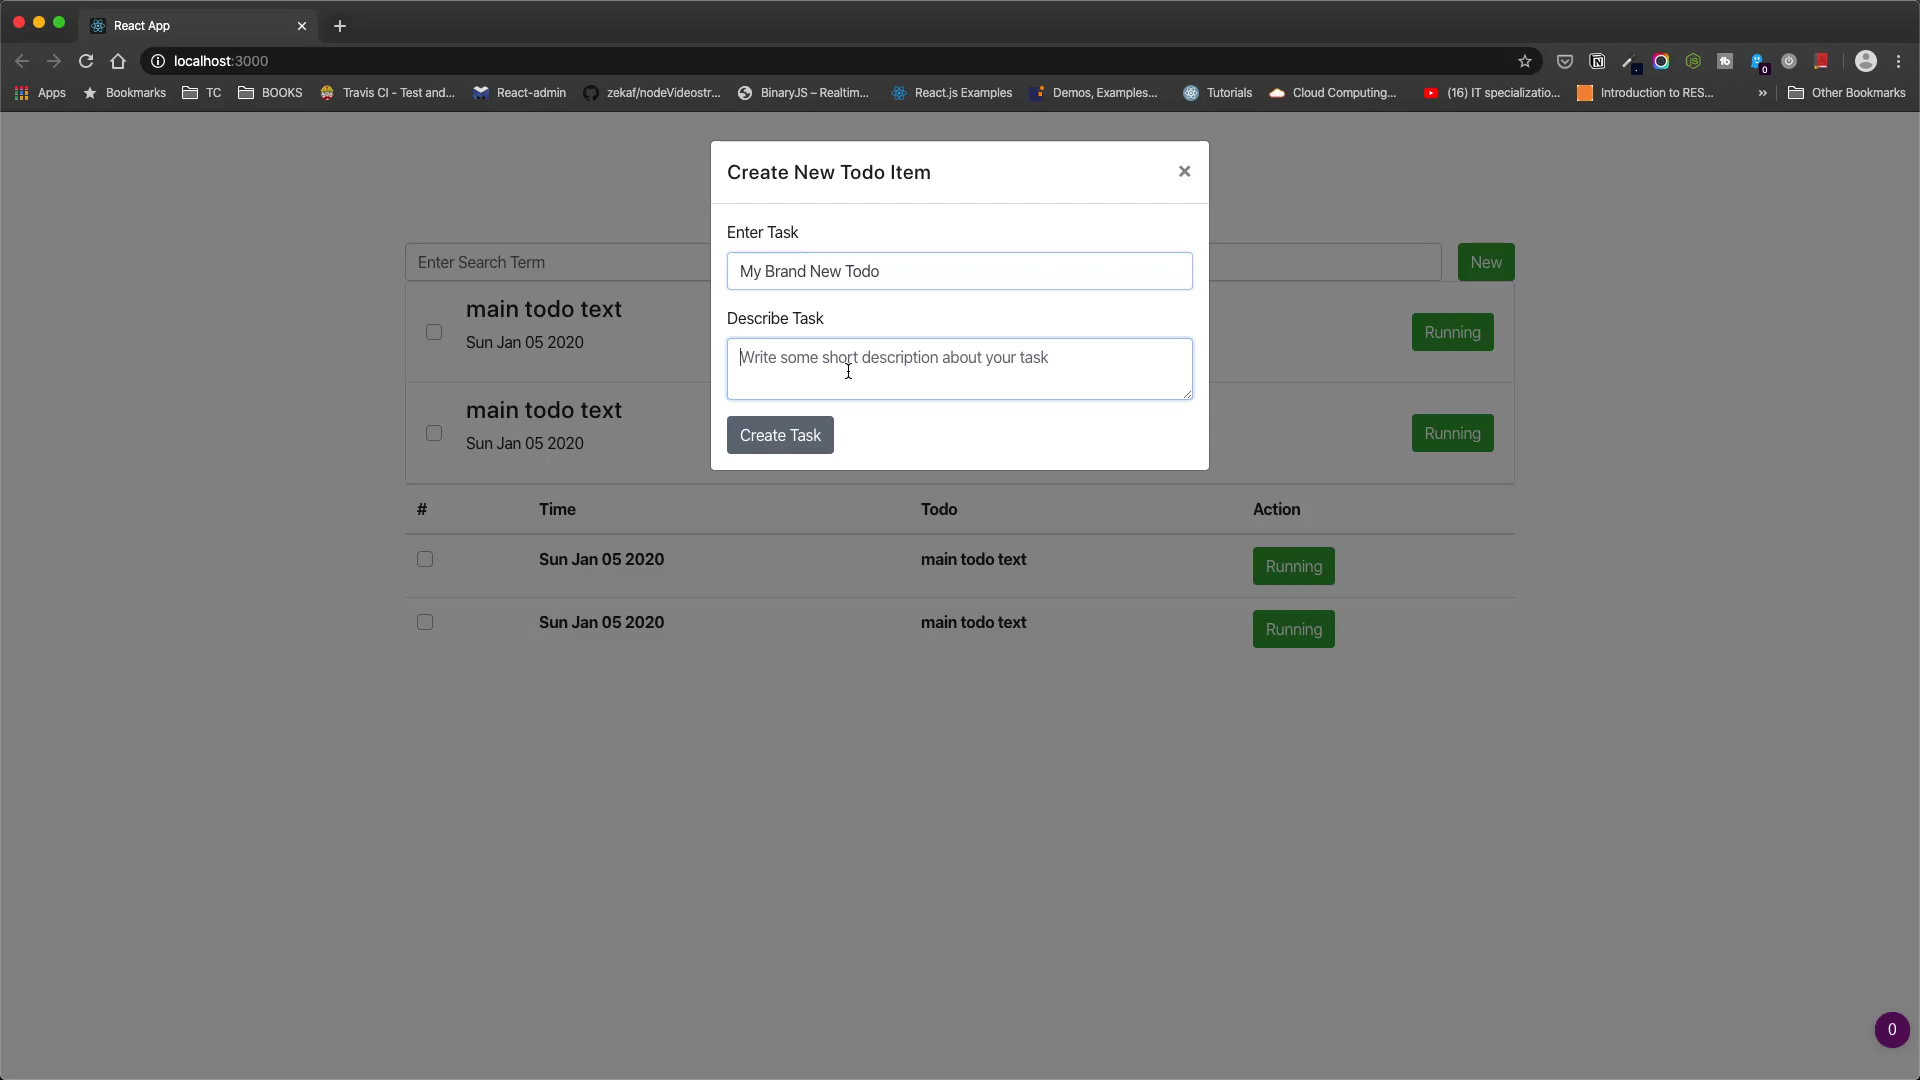 React App
localhost:3000
Apps Bookmarks TC BOOKS Travis CI - Test and... React-admin zekaf/nodeVideostr... BinaryJS – Realtim... React.js Examples Demos, Examples... Tutorials Cloud Computing... (16) IT specializatio... Introduction to RES... » Other Bookmarks
Create New Todo Item ×
Enter Task
My Brand New Todo
Enter Search Term New
Describe Task
Write some short description about your task
Create Task
main todo text
Sun Jan 05 2020
Running
main todo text
Sun Jan 05 2020
Running
# Time Todo Action
Sun Jan 05 2020 main todo text Running
Sun Jan 05 2020 main todo text Running
0